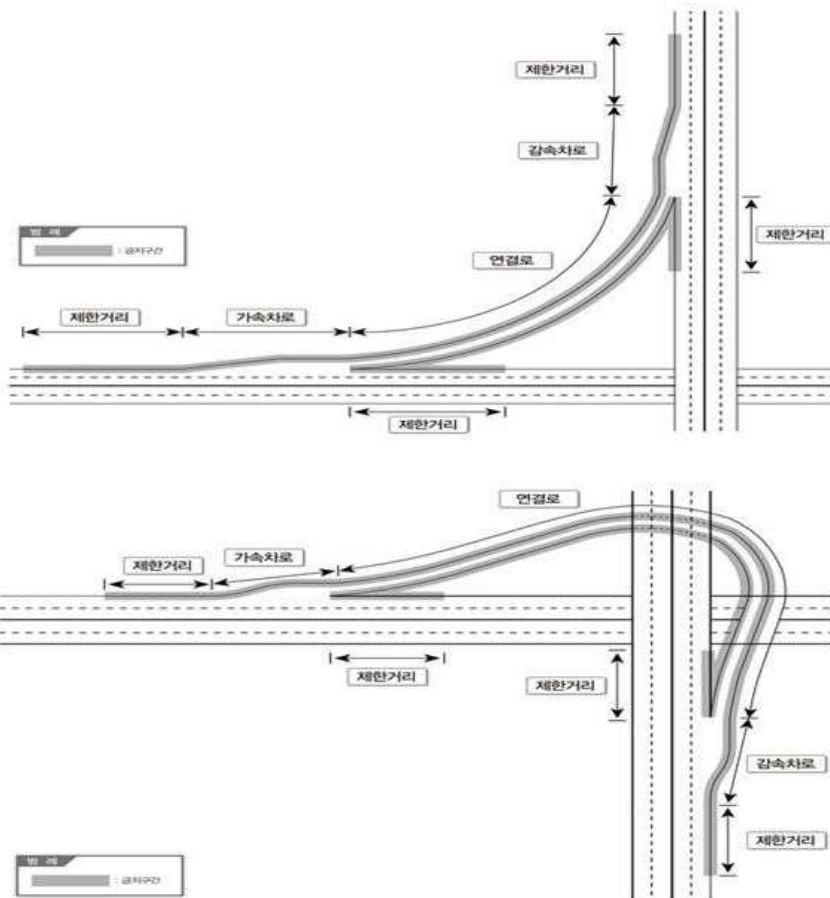 제한거리
감속차로
범 례
: 금지구간
제한거리
연결로
제한거리
가속차로
제한거리
연결로
제한거리
가속차로
제한거리
제한거리
감속차로
제한거리
범 례
: 금지구간